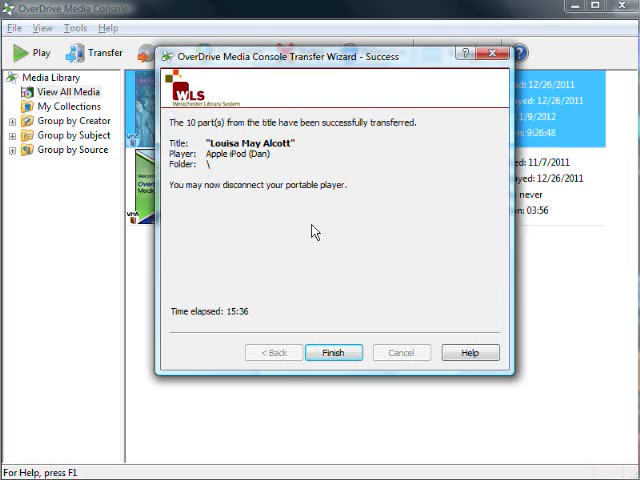 OverDrive Media Console
File View Tools Help
Play Transfer
Media Library
View All Media
My Collections
Group by Creator
Group by Subject
Group by Source
OverDrive Media Console Transfer Wizard - Success
WLS
Westchester Library System
The 10 part(s) from the title have been successfully transferred.
Title: "Louisa May Alcott"
Player: Apple iPod (Dan)
Folder: \
You may now disconnect your portable player.
Time elapsed: 15:36
< Back Finish Cancel Help
12/26/2011
ayed: 12/26/2011
: 1/9/2012
n: 9:26:48
: 11/7/2011
ayed: 12/26/2011
: never
on: 03:56
For Help, press F1